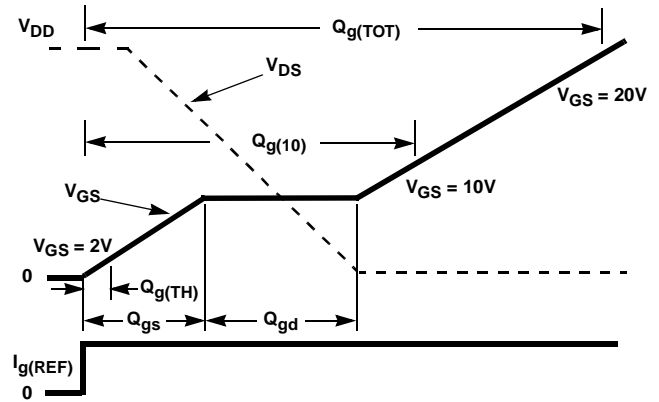 V_DD
Q_g(TOT)
V_DS
V_GS = 20V
Q_g(10)
V_GS = 10V
V_GS
V_GS = 2V
0
Q_g(TH)
Q_gs
Q_gd
I_g(REF)
0